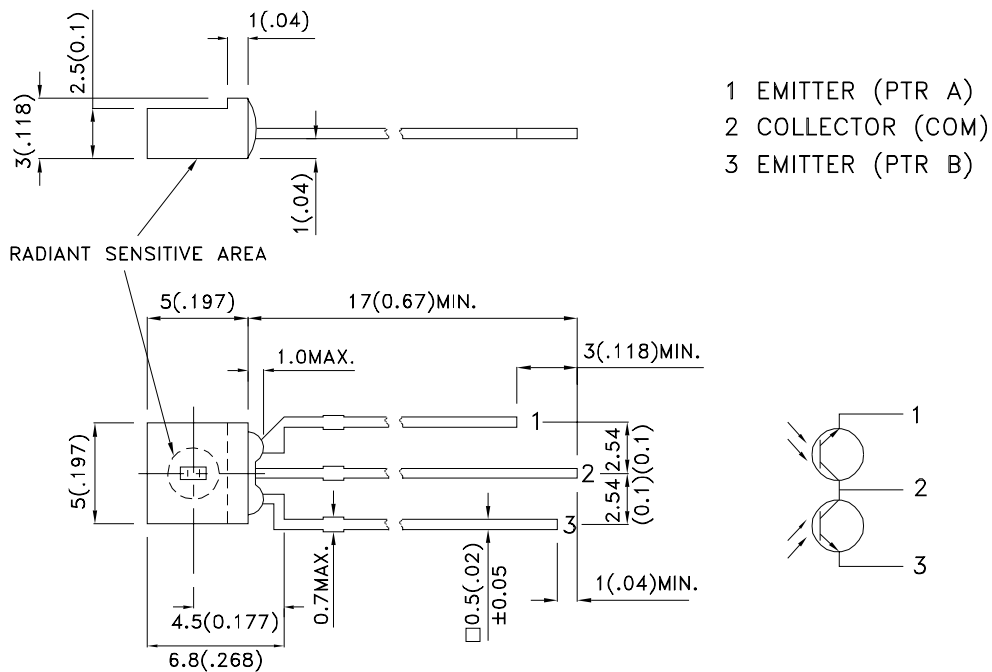 1(.04)
2.5(0.1)
3(.118)
1(.04)
1 EMITTER (PTR A)
2 COLLECTOR (COM)
3 EMITTER (PTR B)
RADIANT SENSITIVE AREA
5(.197)
17(0.67)MIN.
1.0MAX.
3(.118)MIN.
1
2
3
2.54
(0.1)
2.54
(0.1)
5(.197)
0.7MAX.
□0.5(.02)
±0.05
1(.04)MIN.
4.5(0.177)
6.8(.268)
1
2
3